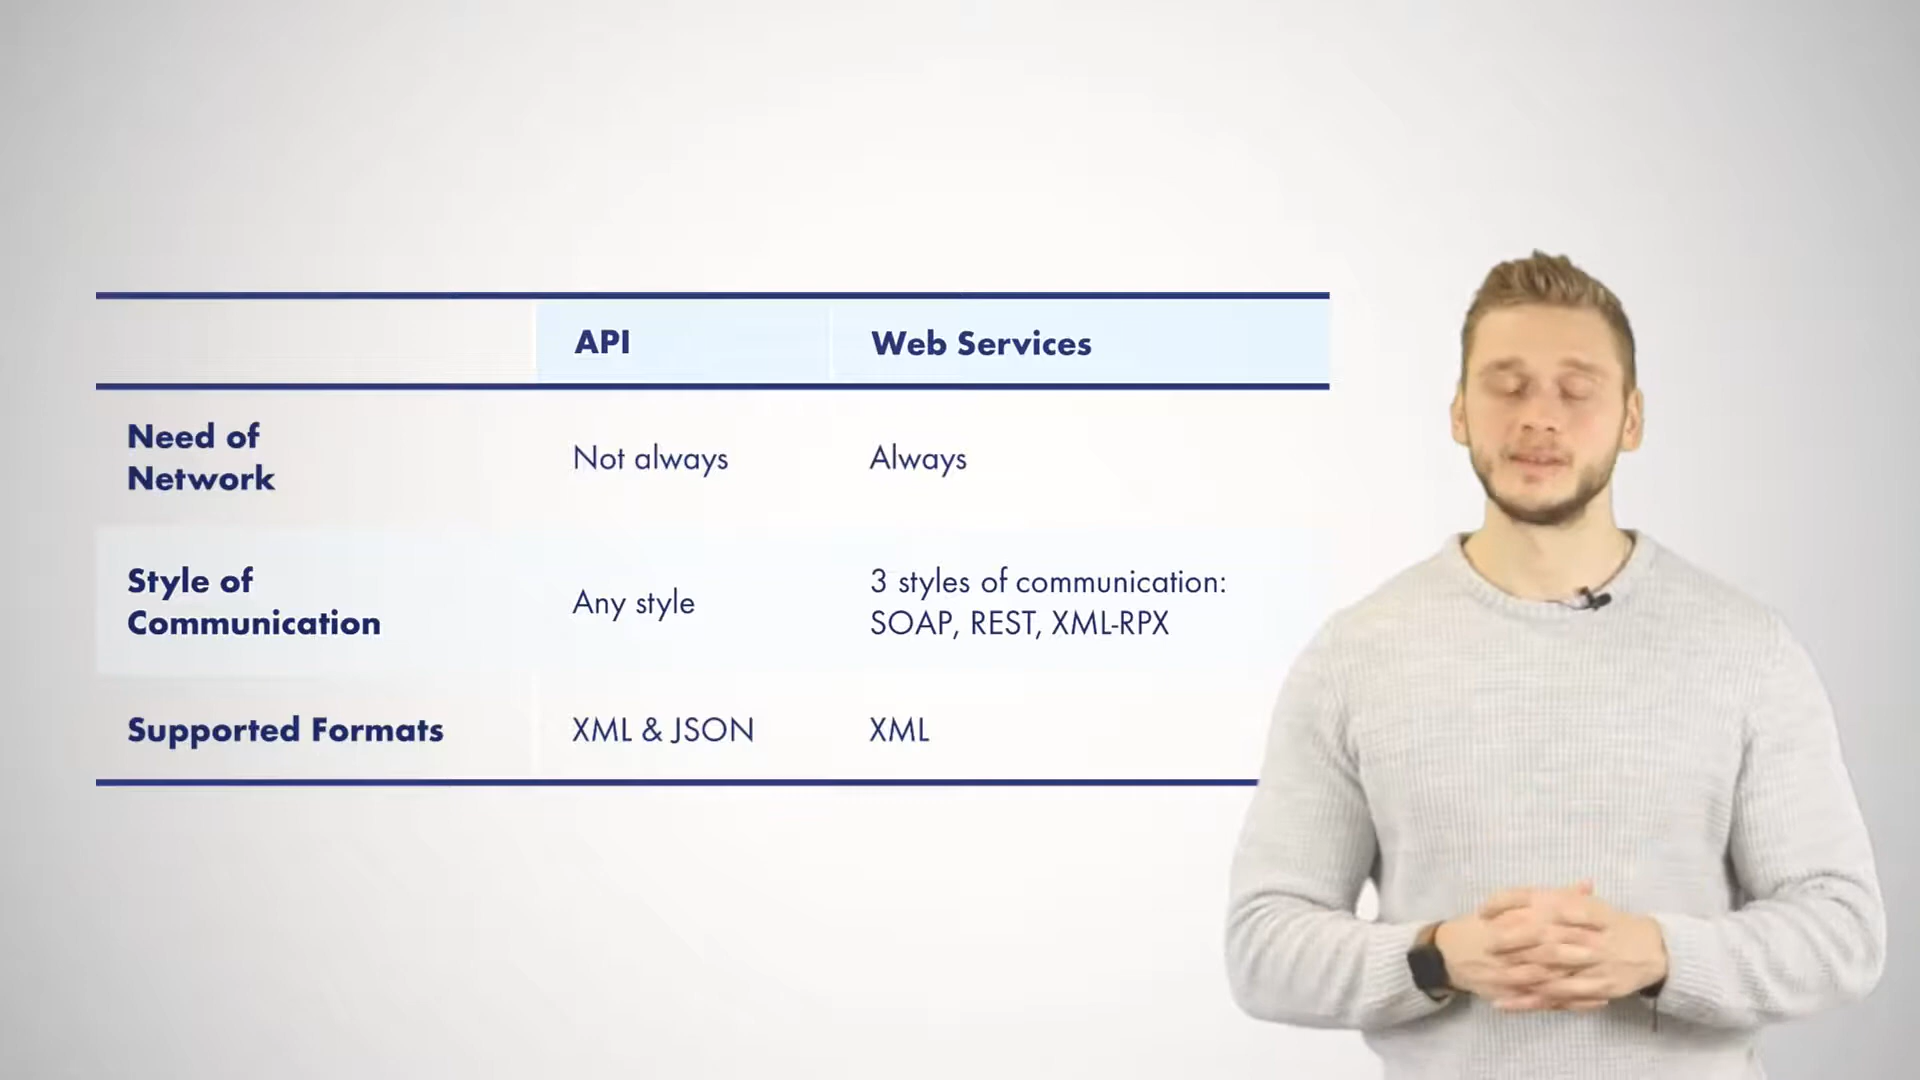 API
Web Services
Need of
Network
Not always
Always
Style of
Communication
Any style
3 styles of communication:
SOAP, REST, XML-RPX
Supported Formats
XML & JSON
XML